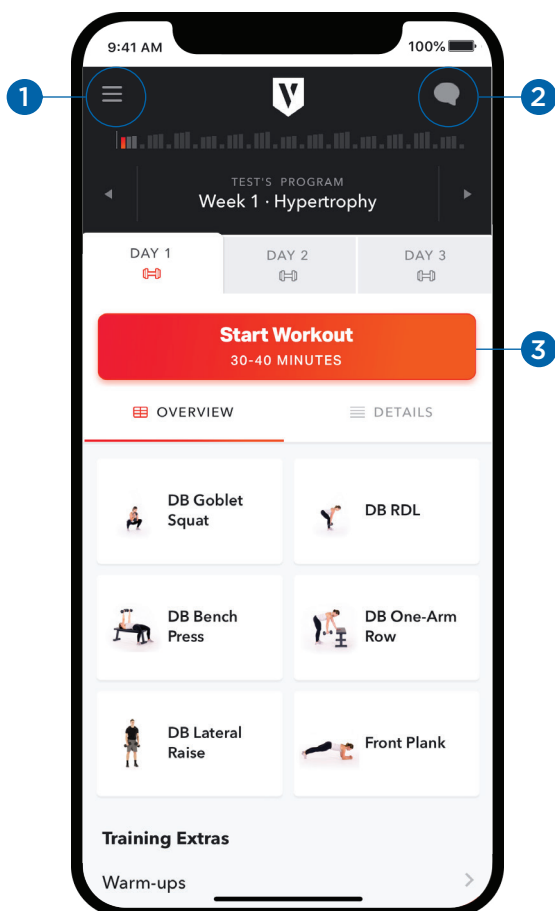 9:41 AM
100%
1
2
V
TEST'S PROGRAM
Week 1 · Hypertrophy
DAY 1
DAY 2
DAY 3
Start Workout
30-40 MINUTES
3
OVERVIEW
DETAILS
DB Goblet
Squat
DB RDL
DB Bench
Press
DB One-Arm
Row
DB Lateral
Raise
Front Plank
Training Extras
Warm-ups